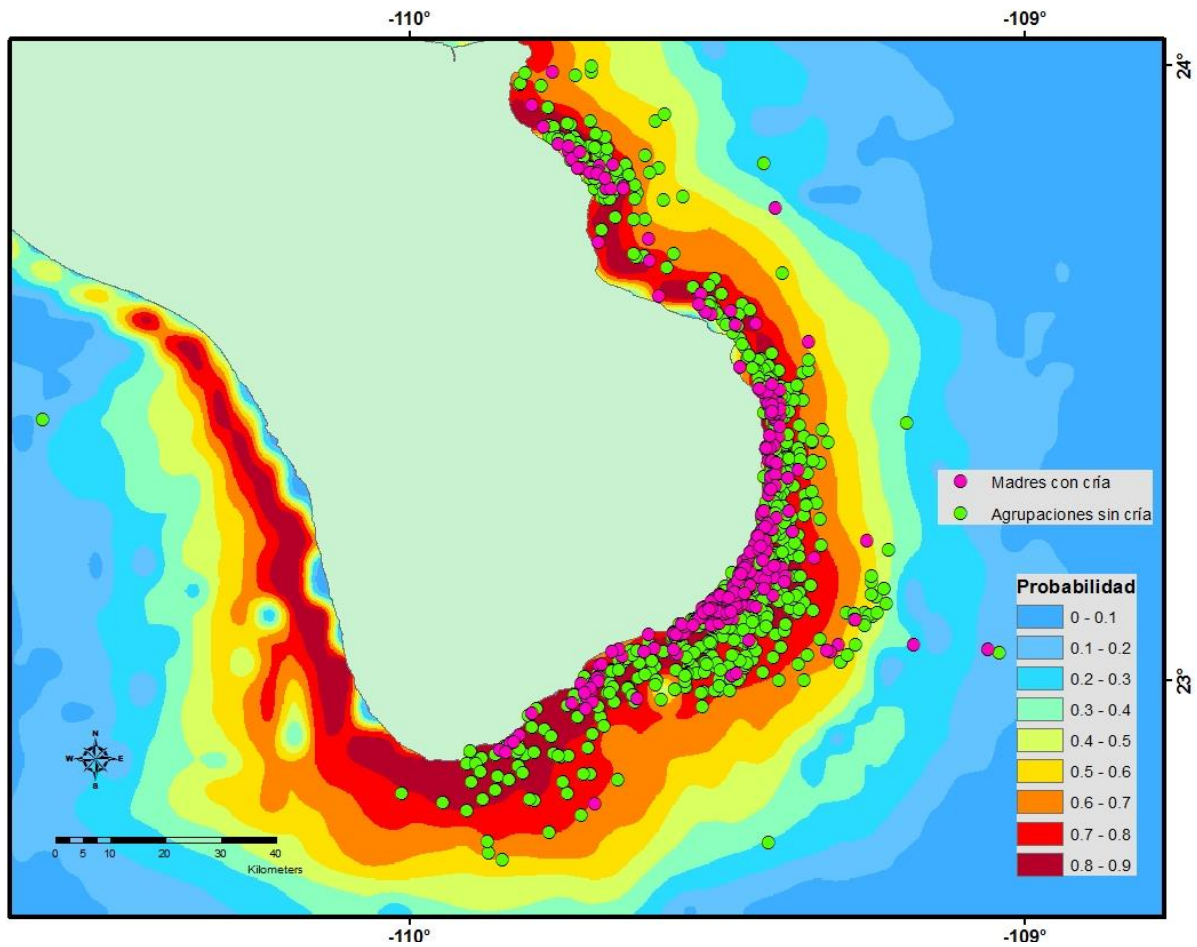 -110°
-109°
24°
Madres con cría
Agrupaciones sin cría
Probabilidad
0 - 0.1
0.1 - 0.2
0.2 - 0.3
0.3 - 0.4
0.4 - 0.5
0.5 - 0.6
0.6 - 0.7
0.7 - 0.8
0.8 - 0.9
23°
N
W E
S
0 5 10 20 30 40
Kilometers
-110°
-109°